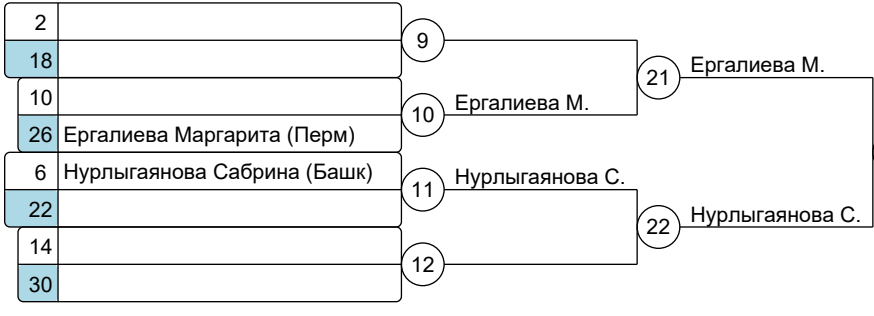 2
9
18
21 Ергалиева М.
10
10 Ергалиева М.
26 Ергалиева Маргарита (Перм)
6 Нурлыгаянова Сабрина (Башк)
11 Нурлыгаянова С.
22
22 Нурлыгаянова С.
14
12
30